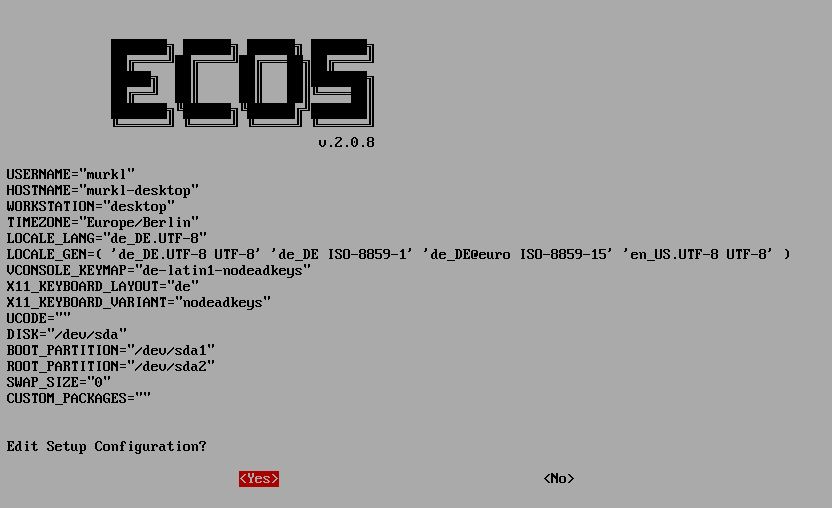 ECOS
v.2.0.8
USERNAME="murkl"
HOSTNAME="murkl-desktop"
WORKSTATION="desktop"
TIMEZONE="Europe/Berlin"
LOCALE_LANG="de_DE.UTF-8"
LOCALE_GEN=( 'de_DE.UTF-8 UTF-8' 'de_DE ISO-8859-1' 'de_DE@euro ISO-8859-15' 'en_US.UTF-8 UTF-8' )
VCONSOLE_KEYMAP="de-latin1-nodeadkeys"
X11_KEYBOARD_LAYOUT="de"
X11_KEYBOARD_VARIANT="nodeadkeys"
UCODE=""
DISK="/dev/sda"
BOOT_PARTITION="/dev/sda1"
ROOT_PARTITION="/dev/sda2"
SWAP_SIZE="0"
CUSTOM_PACKAGES=""
Edit Setup Configuration?
<Yes> <No>